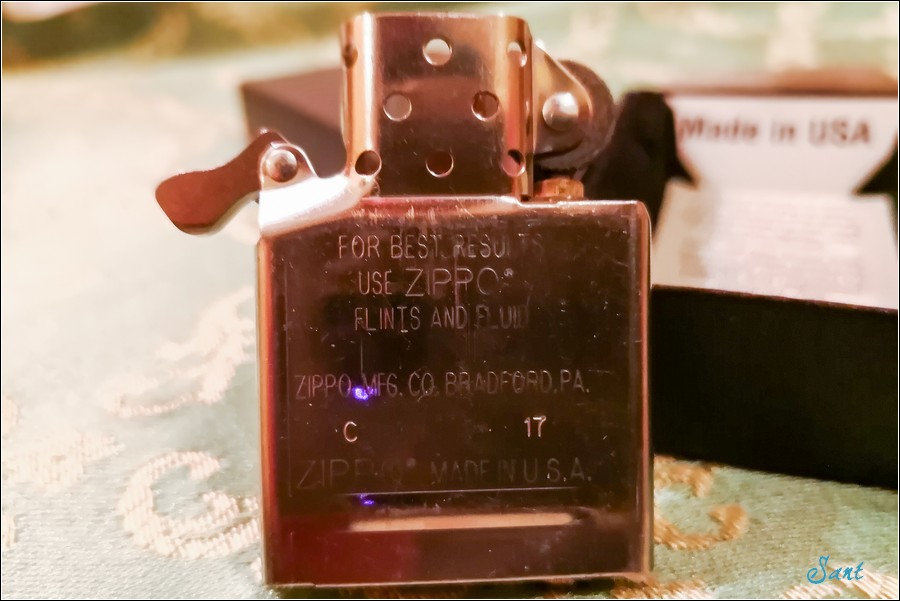 Made in USA
FOR BEST RESULTS
USE ZIPPO®
FLINTS AND FLUID
ZIPPO MFG. CO. BRADFORD, PA.
C 17
ZIPPO® MADE IN U.S.A.
Sant